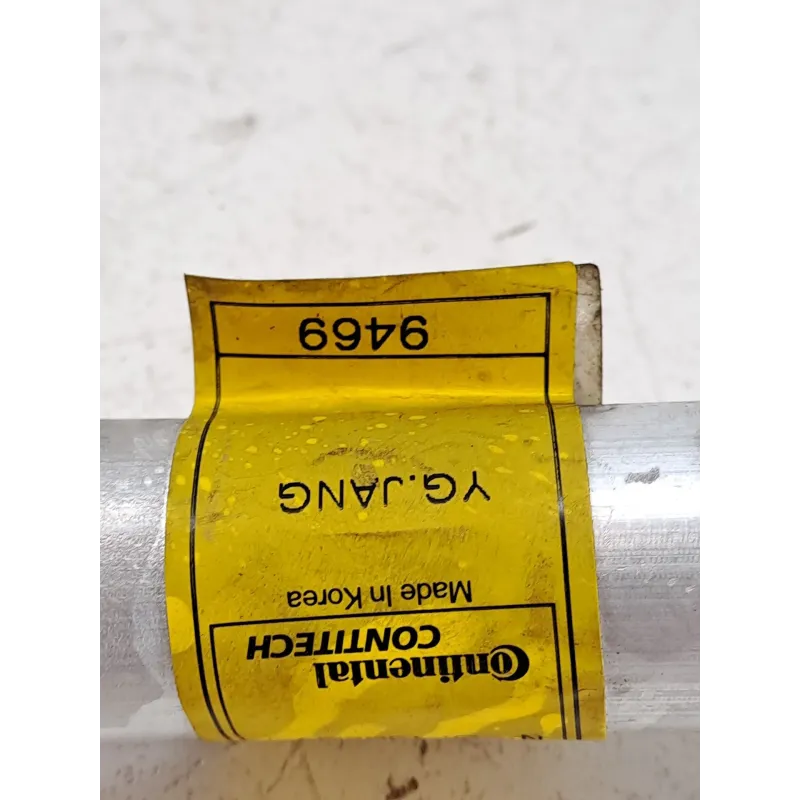 Continental
CONTITECH
Made In Korea
YG.JANG
9469